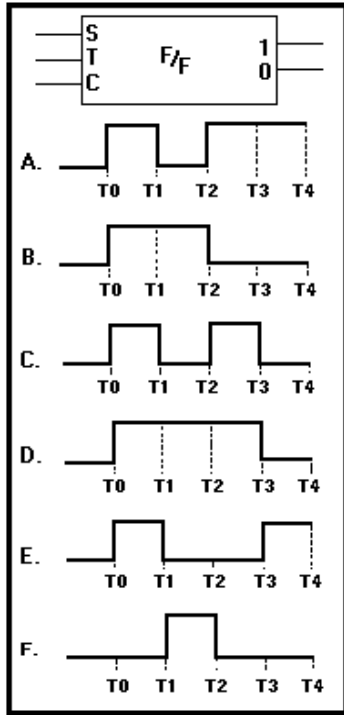 S
T F/F 1
C 0
A.
T0 T1 T2 T3 T4
B.
T0 T1 T2 T3 T4
C.
T0 T1 T2 T3 T4
D.
T0 T1 T2 T3 T4
E.
T0 T1 T2 T3 T4
F.
T0 T1 T2 T3 T4